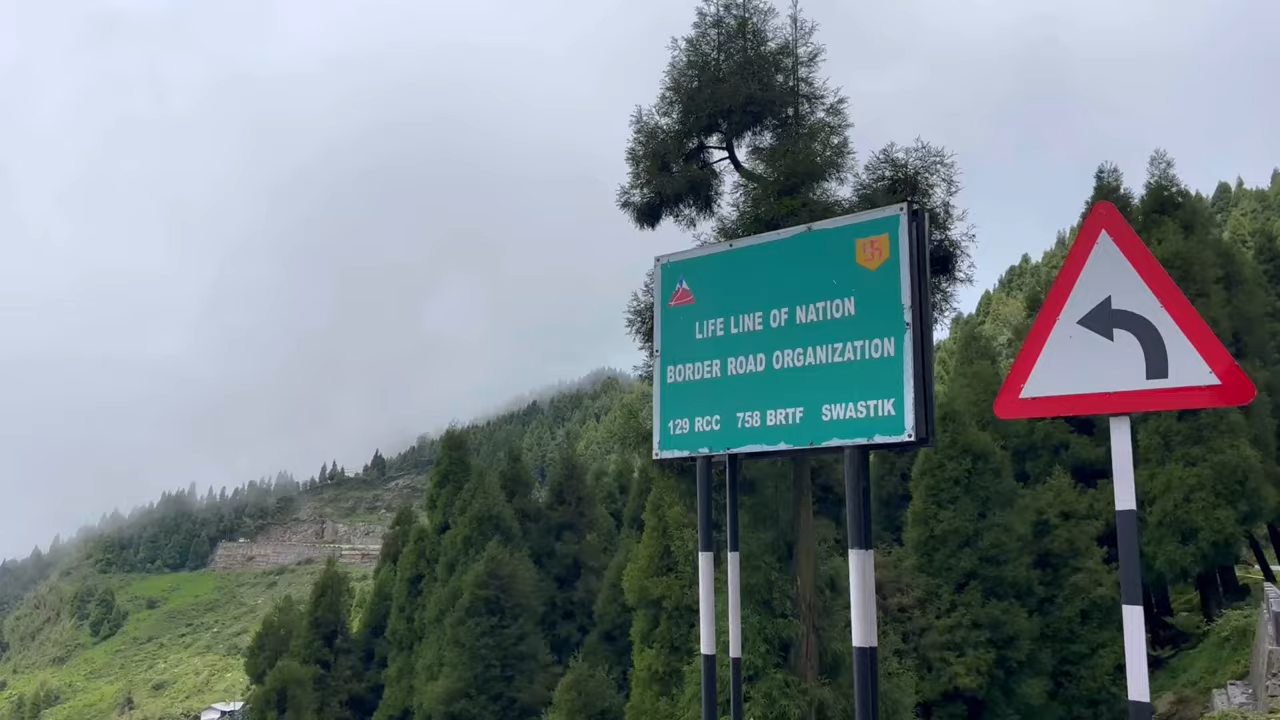 LIFE LINE OF NATION
BORDER ROAD ORGANIZATION
129 RCC 758 BRTF SWASTIK